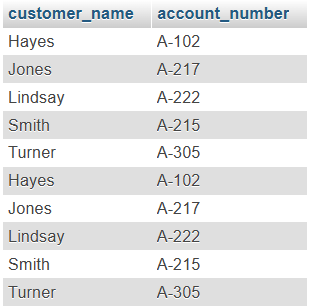 customer_name account_number
Hayes A-102
Jones A-217
Lindsay A-222
Smith A-215
Turner A-305
Hayes A-102
Jones A-217
Lindsay A-222
Smith A-215
Turner A-305